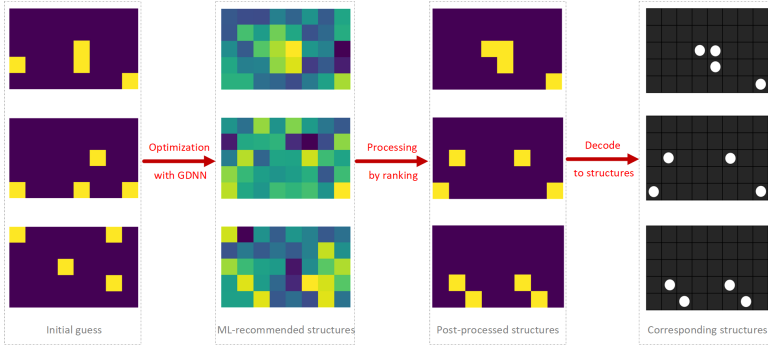 Optimization
with GDNN
Processing
by ranking
Decode
to structures
Initial guess
ML-recommended structures
Post-processed structures
Corresponding structures